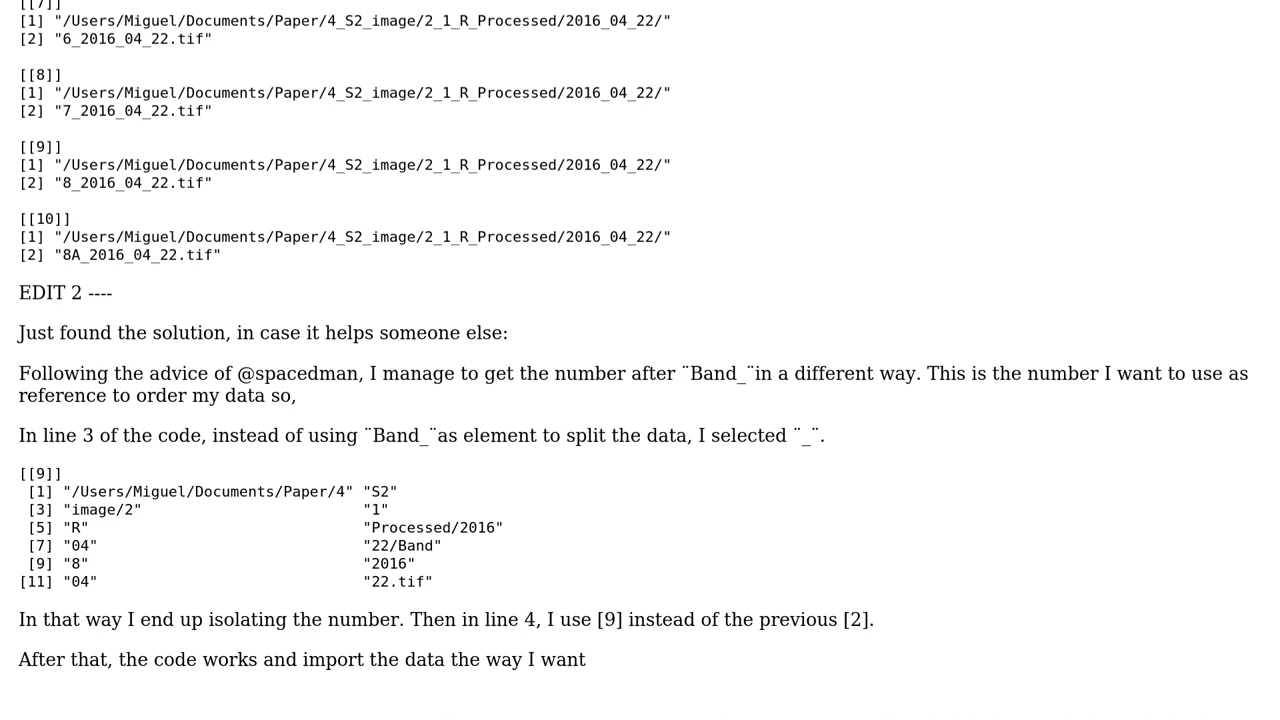 [[7]]
[1] "/Users/Miguel/Documents/Paper/4_S2_image/2_1_R_Processed/2016_04_22/"
[2] "6_2016_04_22.tif"
[[8]]
[1] "/Users/Miguel/Documents/Paper/4_S2_image/2_1_R_Processed/2016_04_22/"
[2] "7_2016_04_22.tif"
[[9]]
[1] "/Users/Miguel/Documents/Paper/4_S2_image/2_1_R_Processed/2016_04_22/"
[2] "8_2016_04_22.tif"
[[10]]
[1] "/Users/Miguel/Documents/Paper/4_S2_image/2_1_R_Processed/2016_04_22/"
[2] "8A_2016_04_22.tif"
EDIT 2 ----
Just found the solution, in case it helps someone else:
Following the advice of @spacedman, I manage to get the number after ¨Band_¨in a different way. This is the number I want to use as
reference to order my data so,
In line 3 of the code, instead of using ¨Band_¨as element to split the data, I selected ¨_¨.
[[9]]
[1] "/Users/Miguel/Documents/Paper/4" "S2"
[3] "image/2" "1"
[5] "R" "Processed/2016"
[7] "04" "22/Band"
[9] "8" "2016"
[11] "04" "22.tif"
In that way I end up isolating the number. Then in line 4, I use [9] instead of the previous [2].
After that, the code works and import the data the way I want